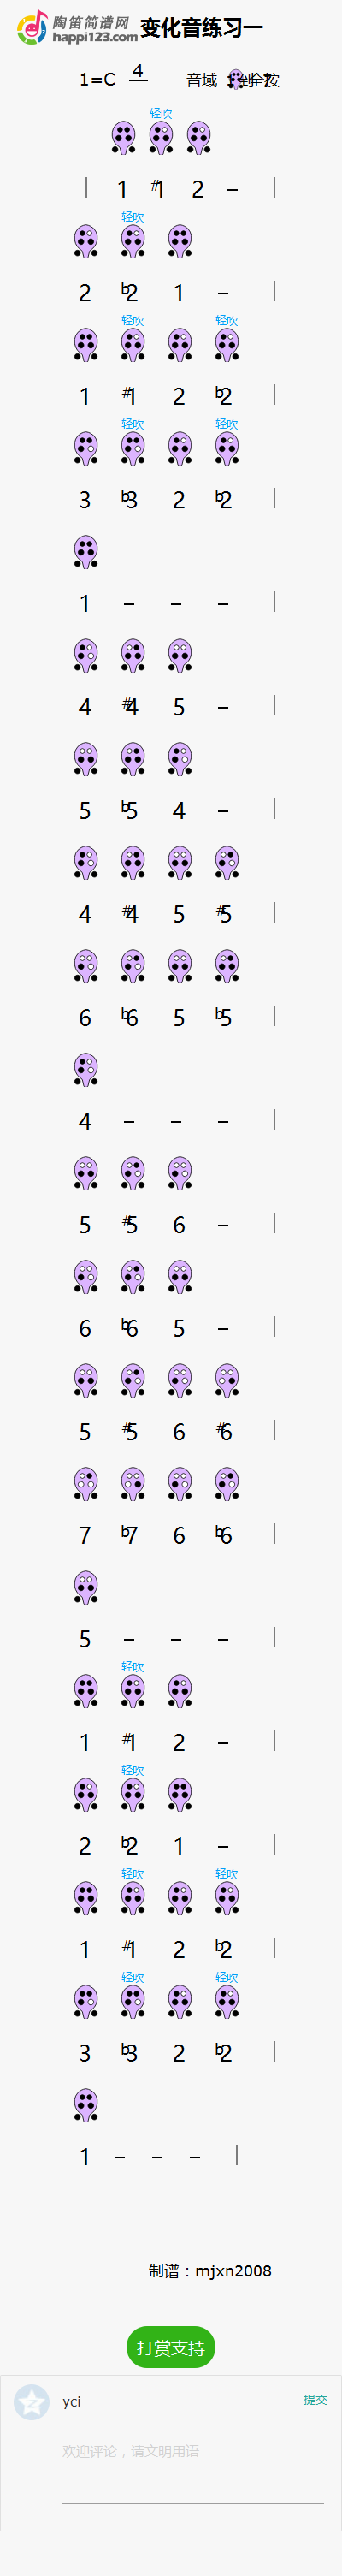 陶笛简谱网
happi123.com
变化音练习一
1=C 4 音域
轻吹
| 1 #1 2 – |
轻吹
2 b2 1 – |
轻吹 轻吹
1 #1 2 b2 |
轻吹 轻吹
3 b3 2 b2 |
1 – – – |
4 #4 5 – |
5 b5 4 – |
4 #4 5 #5 |
6 b6 5 b5 |
4 – – – |
5 #5 6 – |
6 b6 5 – |
5 #5 6 #6 |
7 b7 6 b6 |
5 – – – |
轻吹
1 #1 2 – |
轻吹
2 b2 1 – |
轻吹 轻吹
1 #1 2 b2 |
轻吹 轻吹
3 b3 2 b2 |
1 – – – |
制谱：mjxn2008
打赏支持
yci 提交
欢迎评论，请文明用语